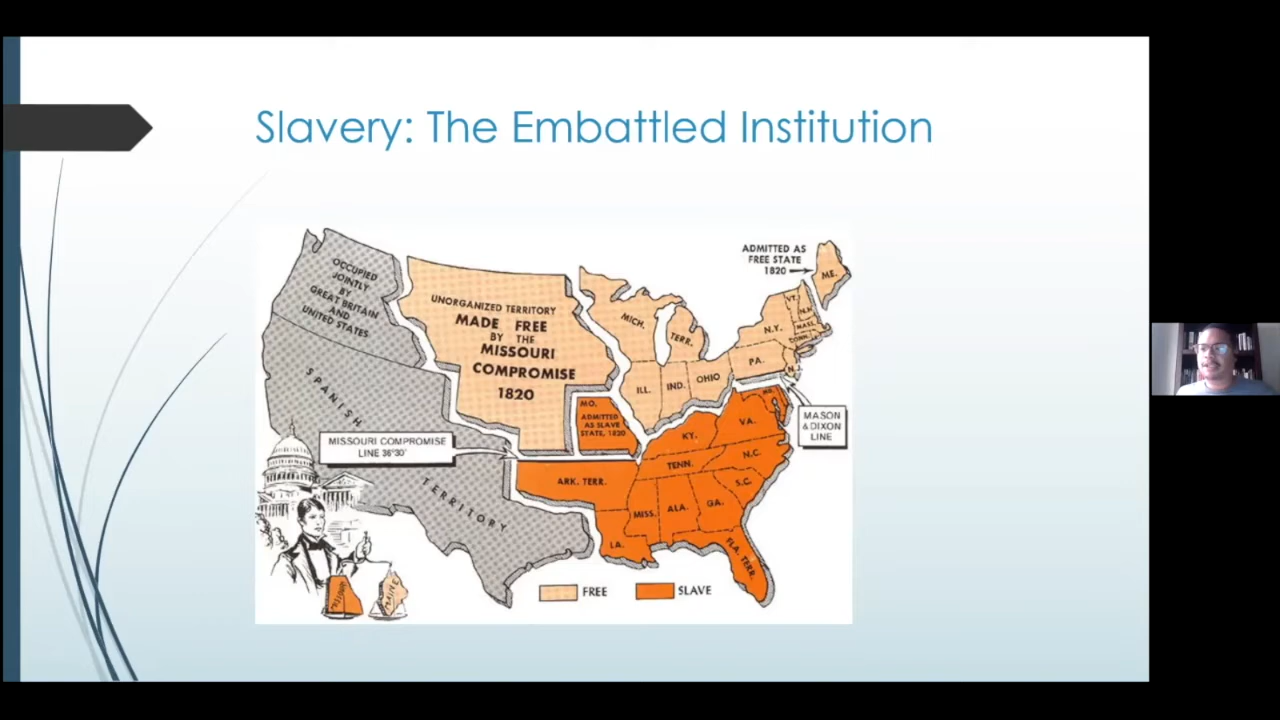 Slavery: The Embattled Institution
ADMITTED AS
FREE STATE
1820
ME.
OCCUPIED
JOINTLY
BY
GREAT BRITAIN
AND
UNITED STATES
UNORGANIZED TERRITORY
MADE FREE
BY THE
MISSOURI
COMPROMISE
1820
MICH.
TERR.
VT.
N.H.
MASS.
CONN.
N.Y.
PA.
N.J.
ILL.
IND.
OHIO
SPANISH
TERRITORY
MO.
ADMITTED
AS SLAVE
STATE, 1820
MASON
& DIXON
LINE
MISSOURI COMPROMISE
LINE 36°30'
KY.
VA.
TENN.
N.C.
ARK. TERR.
S.C.
MISS.
ALA.
GA.
LA.
FLA. TERR.
MISSOURI
MAINE
FREE
SLAVE